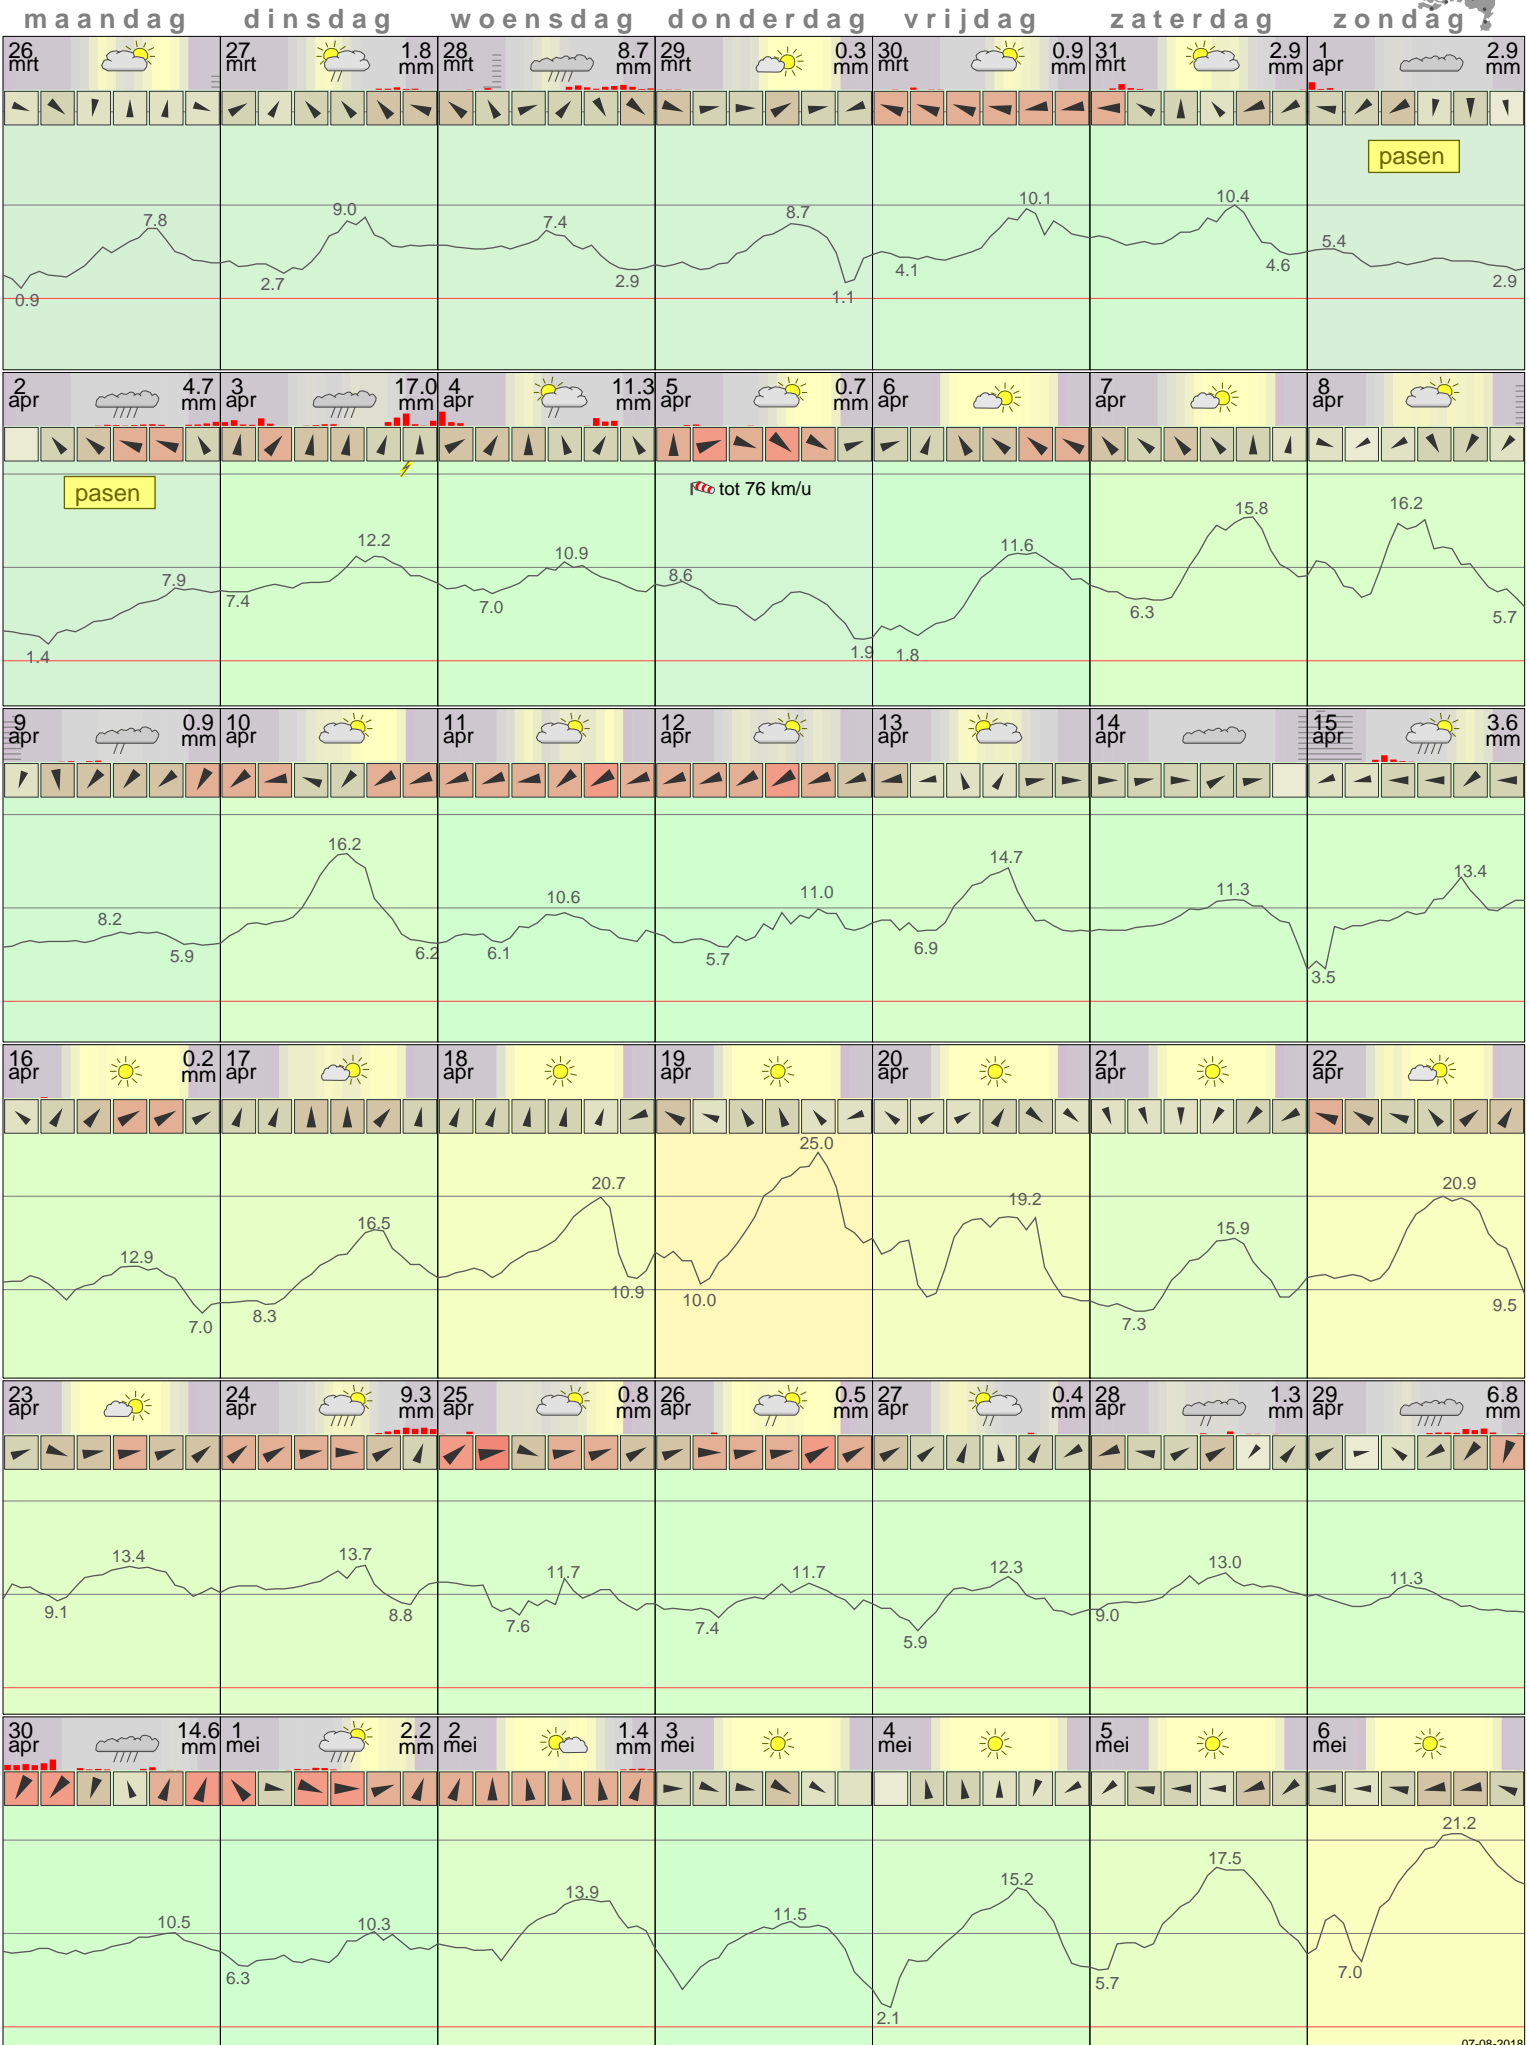 maandag dinsdag woensdag donderdag vrijdag zaterdag zondag
26 27 1.8 28 8.7 29 0.3 30 0.9 31 2.9 1 2.9
mrt mrt mm mrt mm mrt mm mrt mm mrt mm apr mm
pasen
7.8 9.0 7.4 8.7 10.1 10.4 5.4
0.9 2.7 2.9 1.1 4.1 4.6 2.9
2 4.7 3 17.0 4 11.3 5 0.7 6 7 8
apr mm apr mm apr mm apr mm apr apr apr
pasen tot 76 km/u
7.9 12.2 10.9 8.6 11.6 15.8 16.2
1.4 7.4 7.0 1.9 1.8 6.3 5.7
9 0.9 10 11 12 13 14 15 3.6
apr mm apr apr apr apr apr apr mm
8.2 16.2 10.6 11.0 14.7 11.3 13.4
5.9 6.2 6.1 5.7 6.9 3.5
16 0.2 17 18 19 20 21 22
apr mm apr apr apr apr apr apr
12.9 16.5 20.7 25.0 19.2 15.9 20.9
7.0 8.3 10.9 10.0 7.3 9.5
23 24 9.3 25 0.8 26 0.5 27 0.4 28 1.3 29 6.8
apr apr mm apr mm apr mm apr mm apr mm apr mm
13.4 13.7 11.7 11.7 12.3 13.0 11.3
9.1 8.8 7.6 7.4 5.9 9.0
30 14.6 1 2.2 2 1.4 3 4 5 6
apr mm mei mm mei mm mei mei mei mei
10.5 10.3 13.9 11.5 15.2 17.5 21.2
6.3 2.1 5.7 7.0
07-08-2018